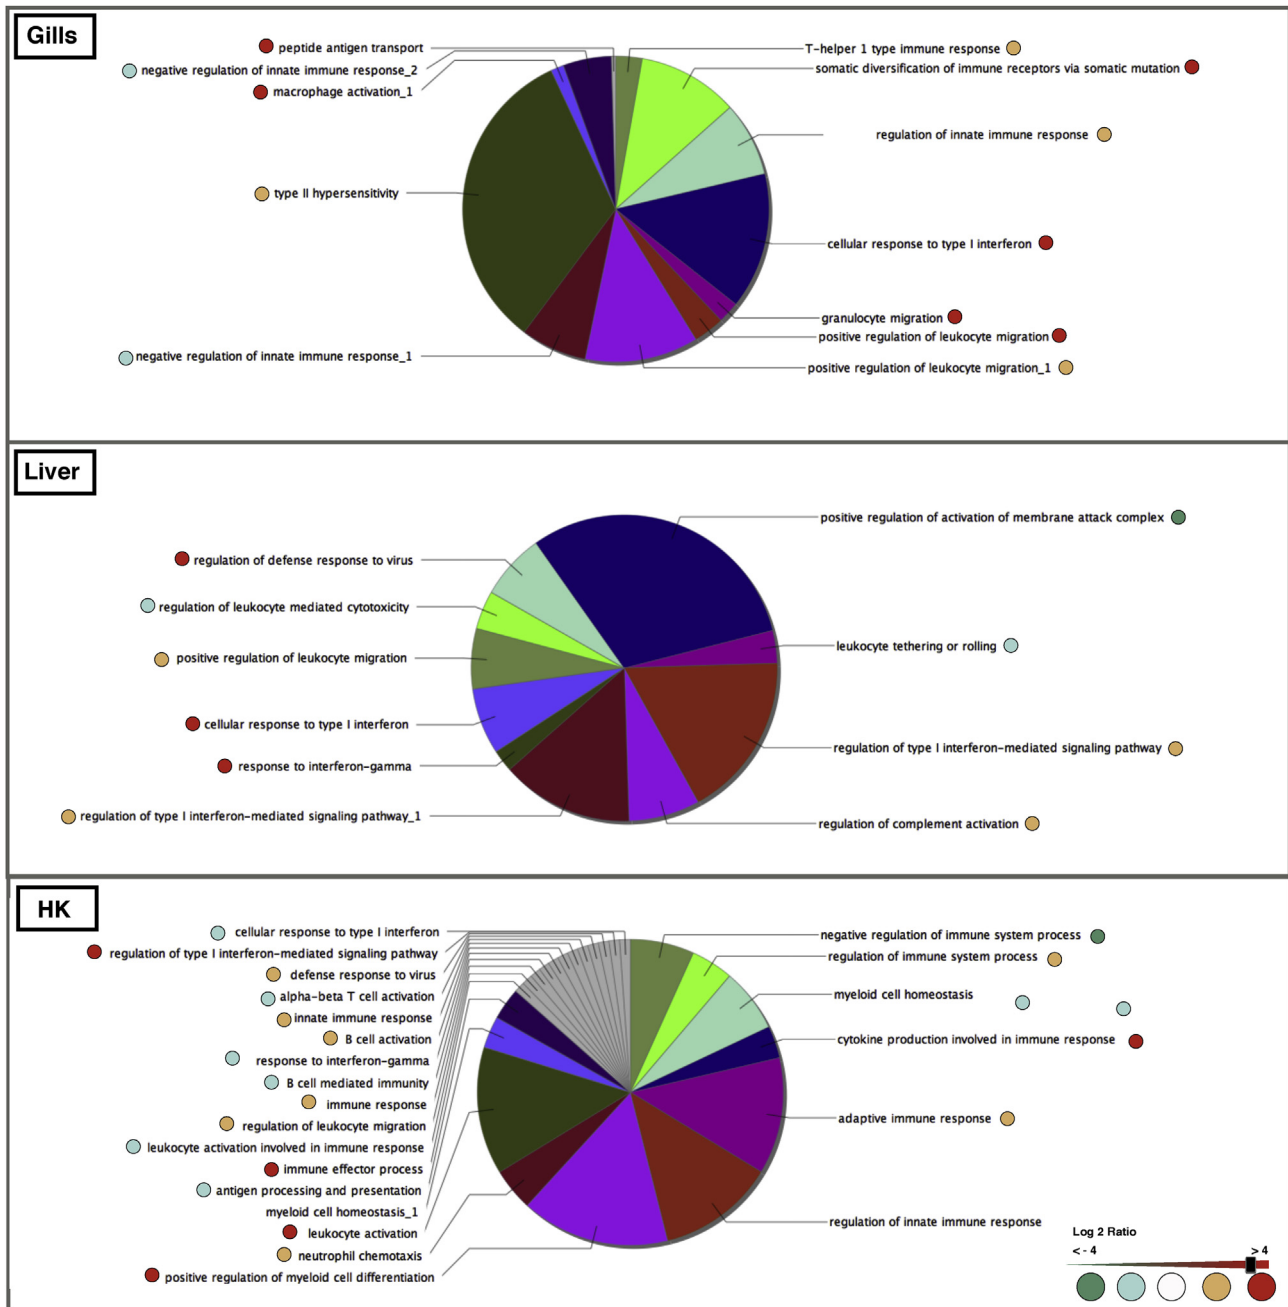 Gills
peptide antigen transport
negative regulation of innate immune response_2
macrophage activation_1
type II hypersensitivity
negative regulation of innate immune response_1
T-helper 1 type immune response
somatic diversification of immune receptors via somatic mutation
regulation of innate immune response
cellular response to type I interferon
granulocyte migration
positive regulation of leukocyte migration
positive regulation of leukocyte migration_1
Liver
regulation of defense response to virus
regulation of leukocyte mediated cytotoxicity
positive regulation of leukocyte migration
cellular response to type I interferon
response to interferon-gamma
regulation of type I interferon-mediated signaling pathway_1
positive regulation of activation of membrane attack complex
leukocyte tethering or rolling
regulation of type I interferon-mediated signaling pathway
regulation of complement activation
HK
cellular response to type I interferon
regulation of type I interferon-mediated signaling pathway
defense response to virus
alpha-beta T cell activation
innate immune response
B cell activation
response to interferon-gamma
B cell mediated immunity
immune response
regulation of leukocyte migration
leukocyte activation involved in immune response
immune effector process
antigen processing and presentation
myeloid cell homeostasis_1
leukocyte activation
neutrophil chemotaxis
positive regulation of myeloid cell differentiation
negative regulation of immune system process
regulation of immune system process
myeloid cell homeostasis
cytokine production involved in immune response
adaptive immune response
regulation of innate immune response
Log 2 Ratio
< - 4 > 4